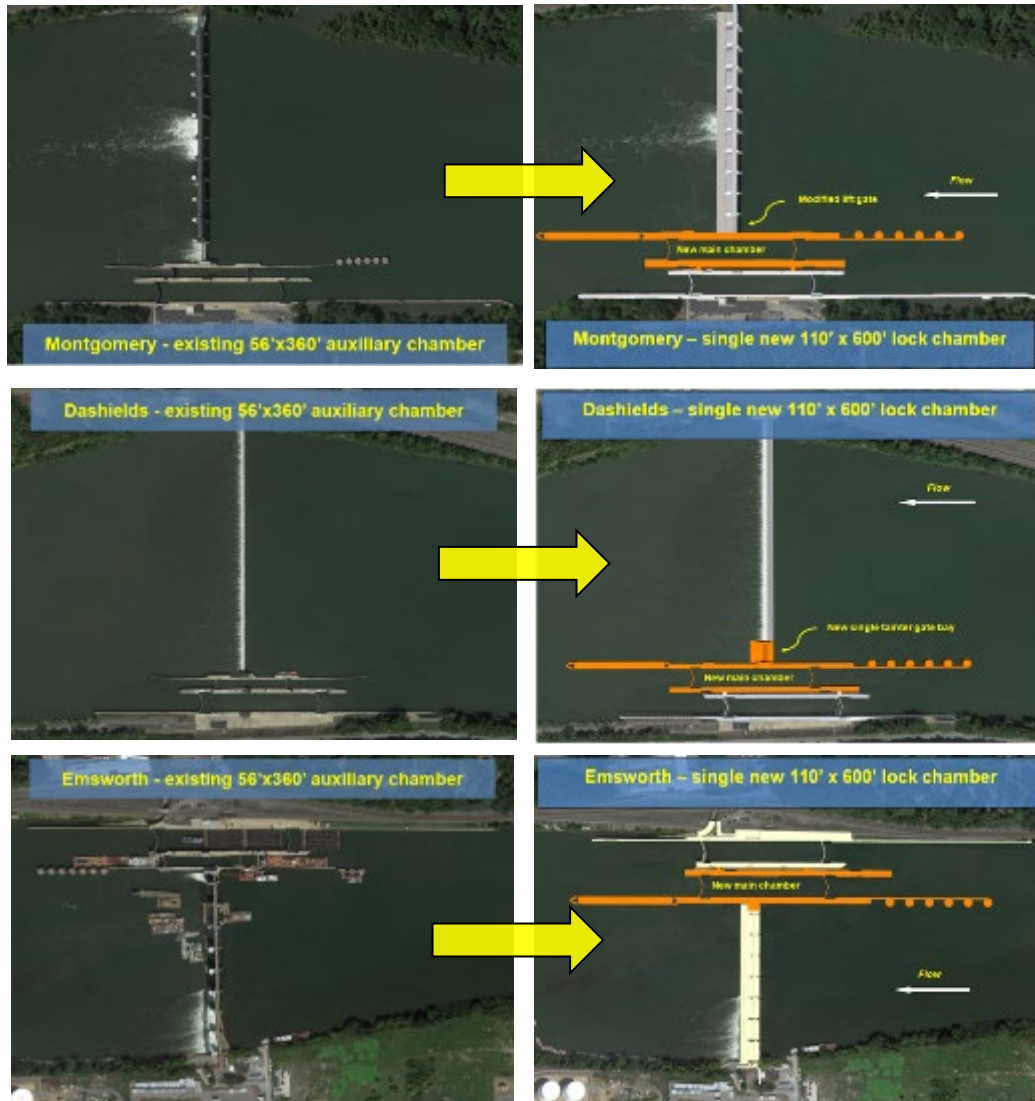 Flow
Modified lift gate
New main chamber
Montgomery - existing 56'x360' auxiliary chamber
Montgomery – single new 110' x 600' lock chamber
Dashields - existing 56'x360' auxiliary chamber
Dashields – single new 110' x 600' lock chamber
Flow
New single tainter gate bay
New main chamber
Emsworth - existing 56'x360' auxiliary chamber
Emsworth – single new 110' x 600' lock chamber
New main chamber
Flow